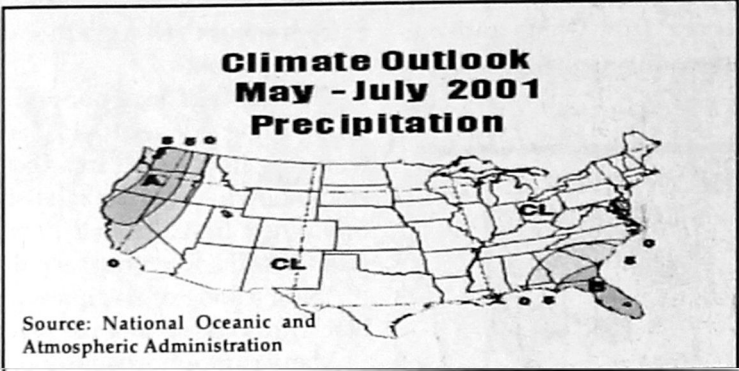 Climate Outlook
May - July 2001
Precipitation
A
CL
CL
Source: National Oceanic and
Atmospheric Administration